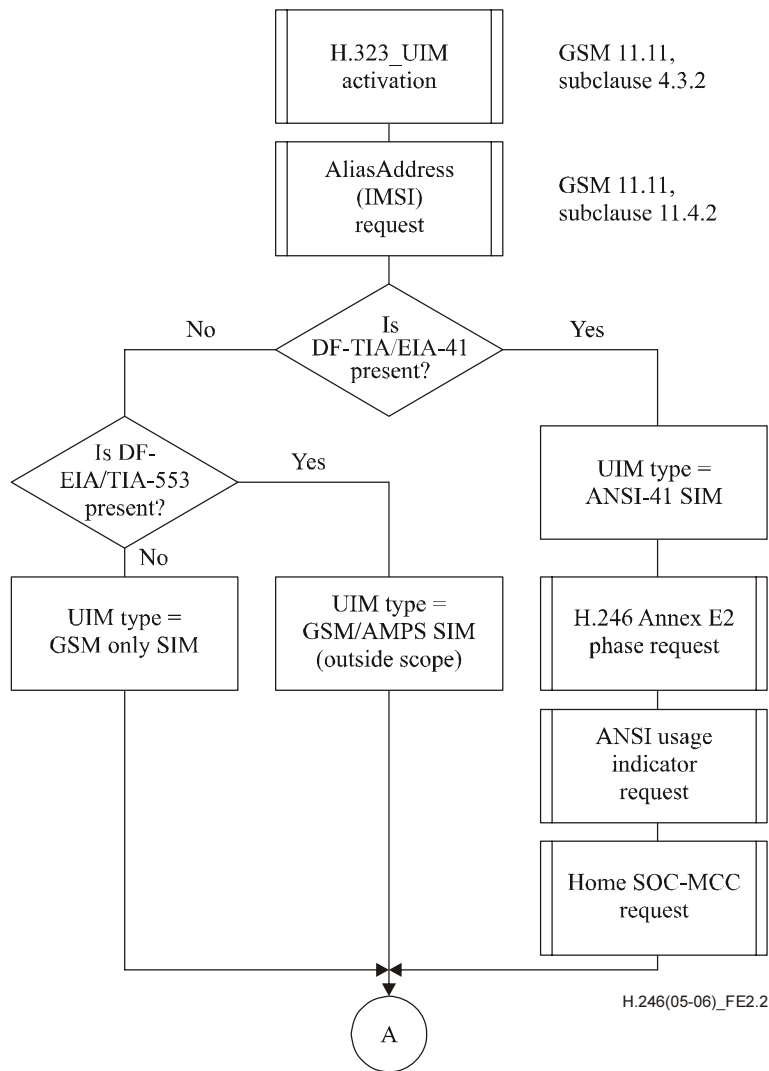 H.323_UIM
activation
GSM 11.11,
subclause 4.3.2
AliasAddress
(IMSI)
request
GSM 11.11,
subclause 11.4.2
No
Is
DF-TIA/EIA-41
present?
Yes
Is DF-
EIA/TIA-553
present?
Yes
No
UIM type =
ANSI-41 SIM
UIM type =
GSM only SIM
UIM type =
GSM/AMPS SIM
(outside scope)
H.246 Annex E2
phase request
ANSI usage
indicator
request
Home SOC-MCC
request
A
H.246(05-06)_FE2.2